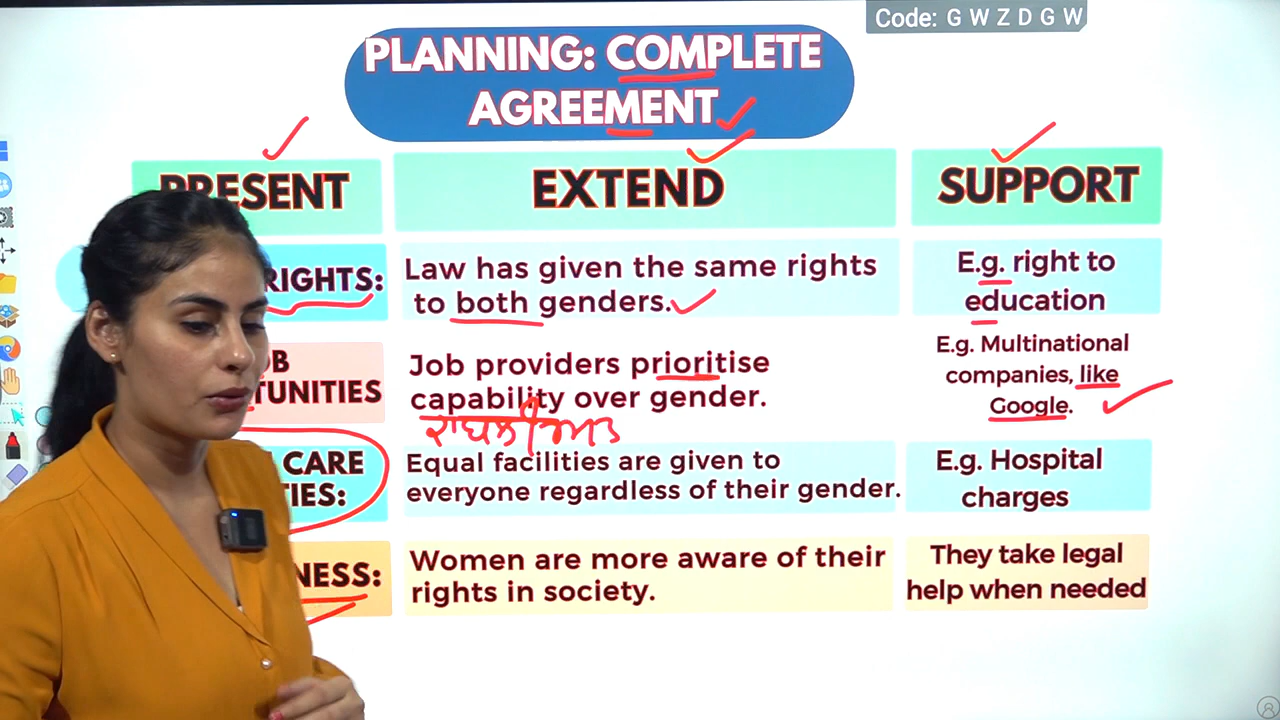 Code: G W Z D G W
PLANNING: COMPLETE
AGREEMENT
PRESENT
EXTEND
SUPPORT
RIGHTS:
Law has given the same rights
to both genders.
E.g. right to
education
Job providers prioritise
capability over gender.
E.g. Multinational
companies, like
Google.
CARE
Equal facilities are given to
everyone regardless of their gender.
E.g. Hospital
charges
Women are more aware of their
rights in society.
They take legal
help when needed